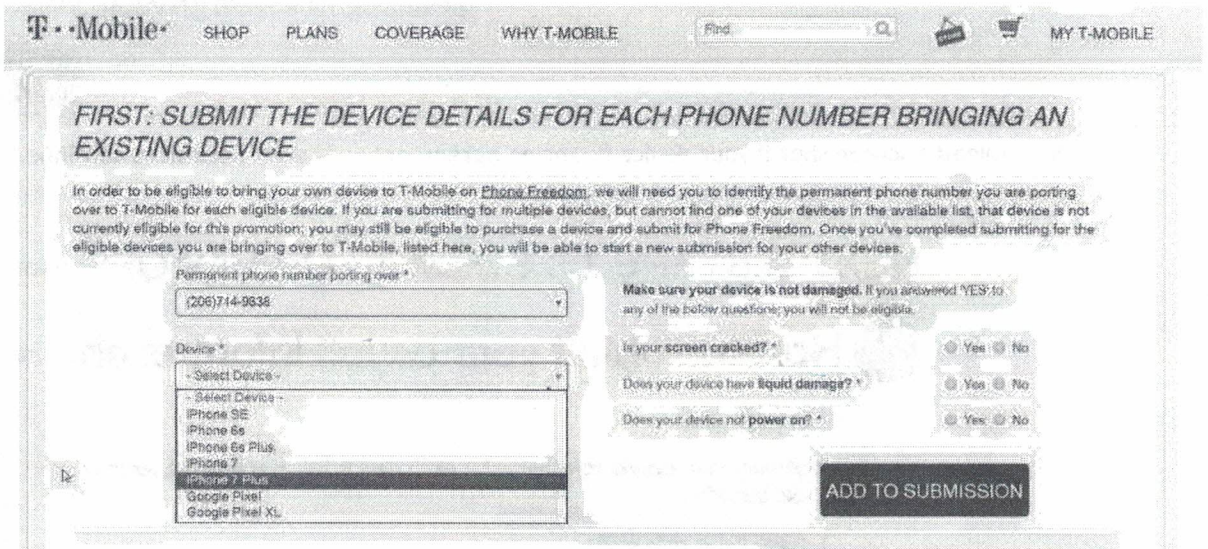 T··Mobile· SHOP PLANS COVERAGE WHY T-MOBILE Find MY T-MOBILE
FIRST: SUBMIT THE DEVICE DETAILS FOR EACH PHONE NUMBER BRINGING AN
EXISTING DEVICE
In order to be eligible to bring your own device to T-Mobile on Phone Freedom, we will need you to identify the permanent phone number you are porting
over to T-Mobile for each eligible device. If you are submitting for multiple devices, but cannot find one of your devices in the available list, that device is not
currently eligible for this promotion; you may still be eligible to purchase a device and submit for Phone Freedom. Once you've completed submitting for the
eligible devices you are bringing over to T-Mobile, listed here, you will be able to start a new submission for your other devices.
Permanent phone number porting over *
(206)714-9838
Device *
- Select Device -
- Select Device -
iPhone SE
iPhone 6s
iPhone 6s Plus
iPhone 7
iPhone 7 Plus
Google Pixel
Google Pixel XL
Make sure your device is not damaged. If you answered 'YES' to
any of the below questions, you will not be eligible.
Is your screen cracked? * Yes No
Does your device have liquid damage? * Yes No
Does your device not power on? * Yes No
ADD TO SUBMISSION